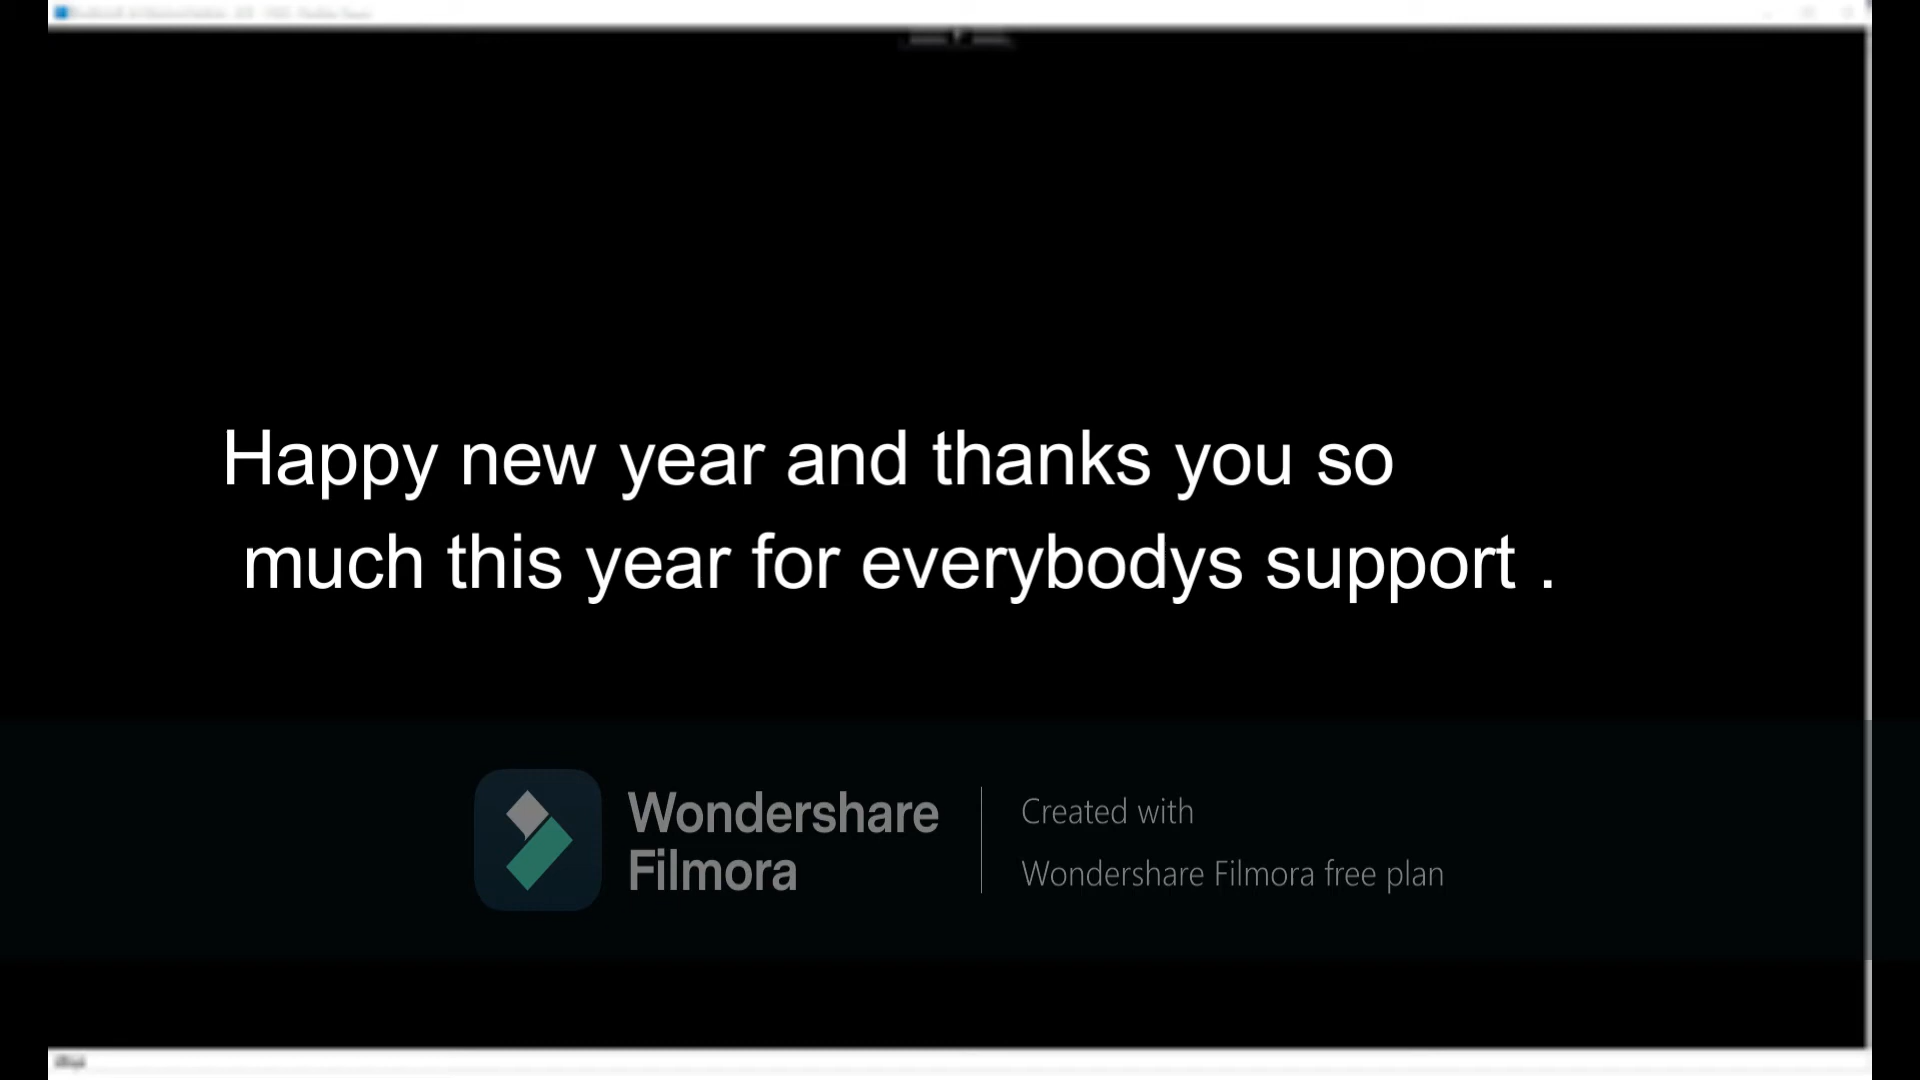 Happy new year and thanks you so
much this year for everybodys support .
Wondershare
Filmora
Created with
Wondershare Filmora free plan